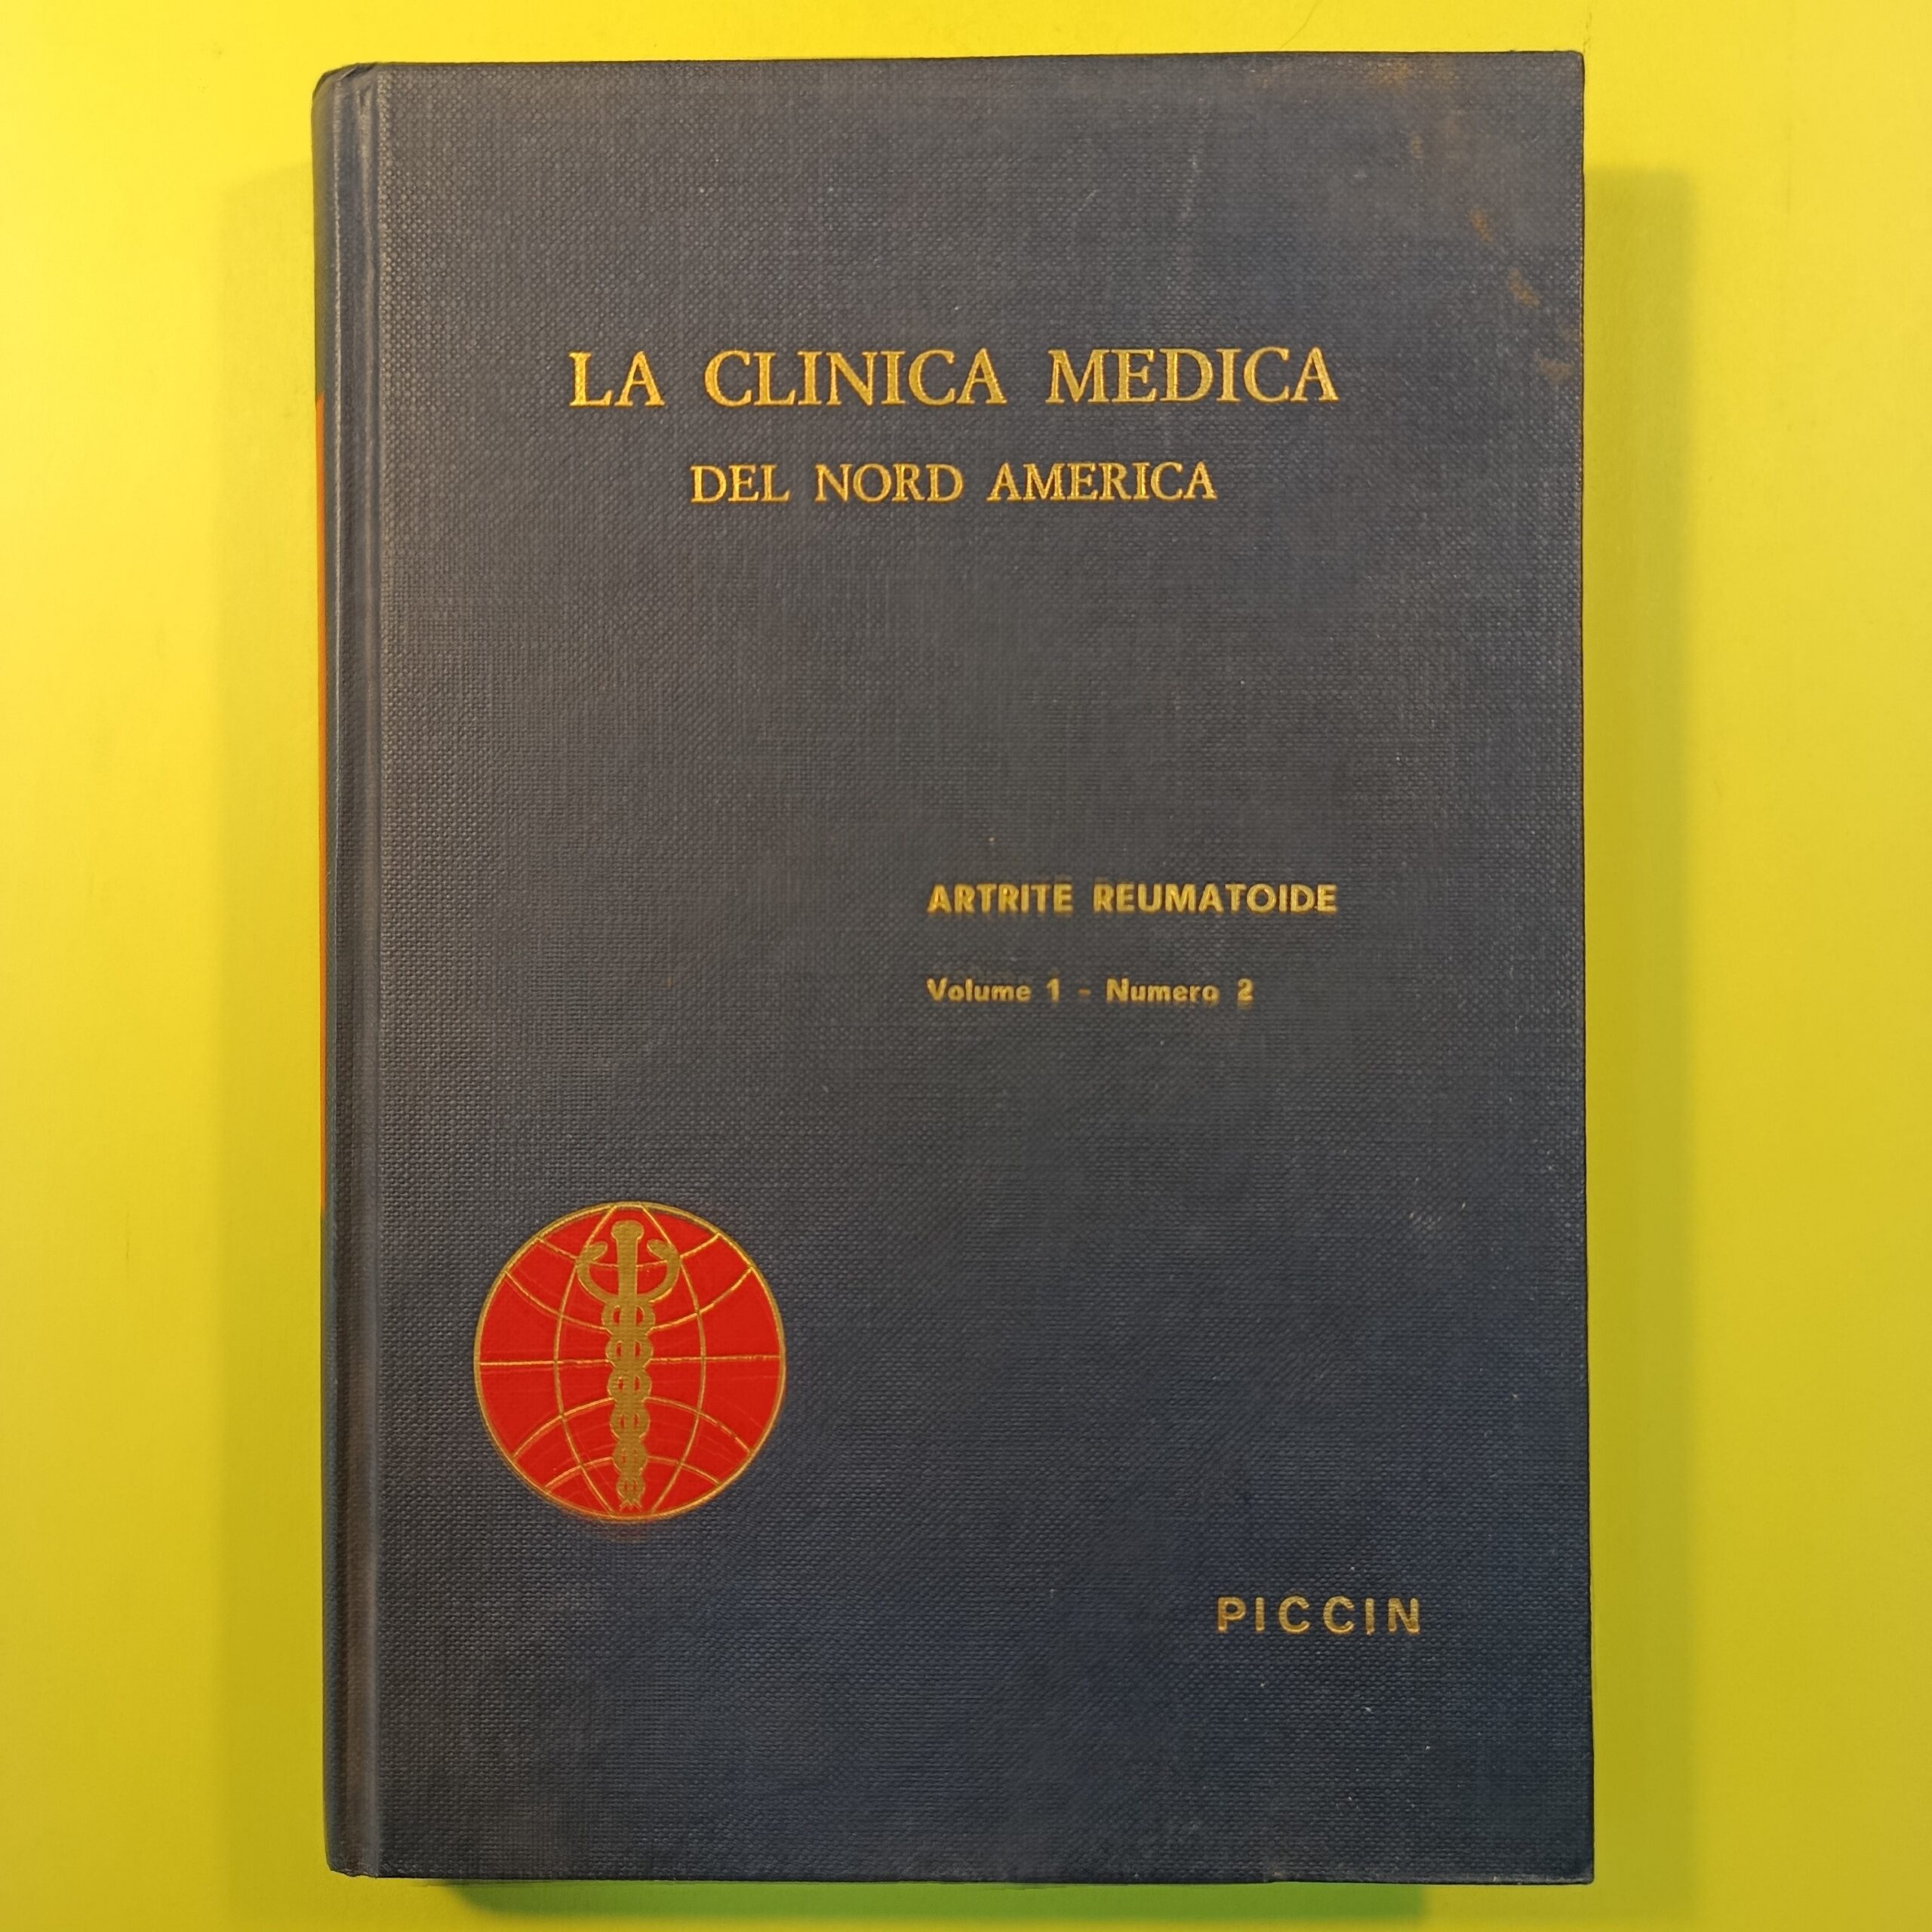 LA CLINICA MEDICA
DEL NORD AMERICA
ARTRITE REUMATOIDE
Volume 1 - Numero 2
PICCIN